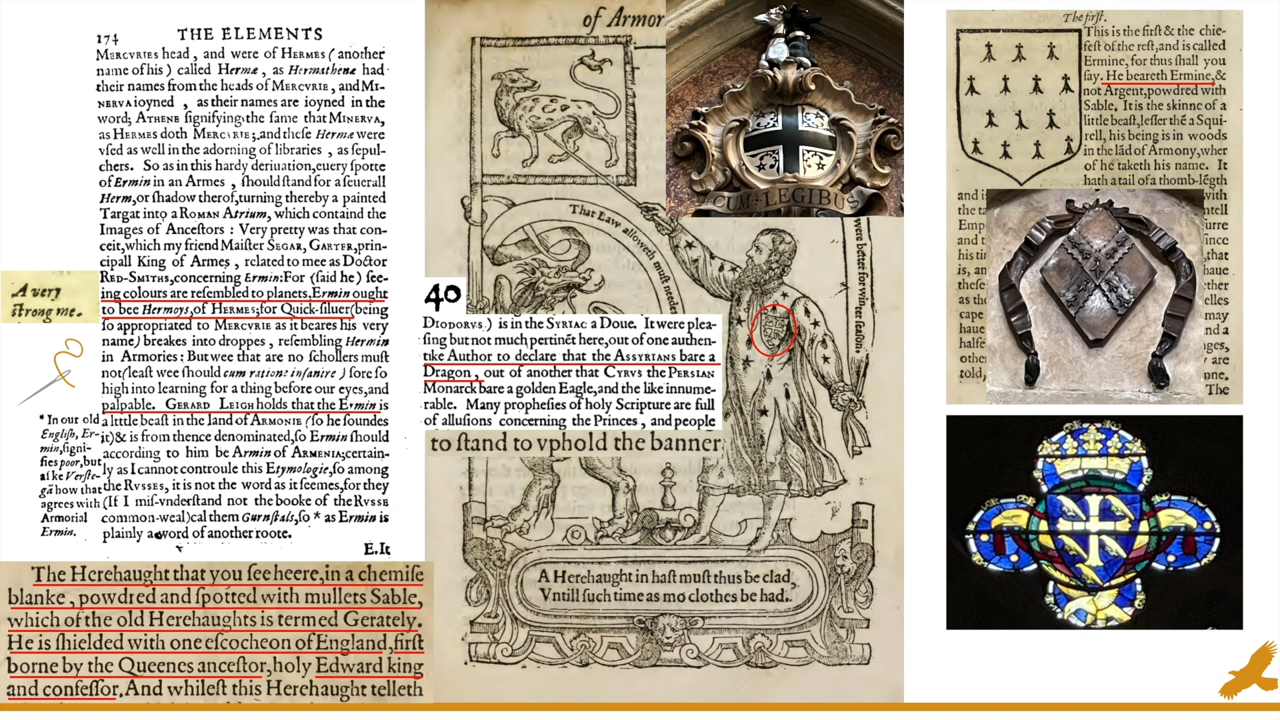 174 THE ELEMENTS
MERCVRIES head, and were of HERMES (another
name of his) called Hermæ, as Hermathenæ had
their names from the heads of MERCVRIE, and MI-
NERVA ioyned, as their names are ioyned in the
word; ATHENE ſignifying the ſame that MINERVA,
as HERMES doth MERCVRIE; and theſe Hermæ were
vſed as well in the adorning of libraries, as ſepul-
chers. So as in this hardy deriuation, euery ſpotte
of Ermin in an Armes, ſhould ſtand for a ſeuerall
Herm, or ſhadow therof, turning thereby a painted
Targat into a ROMAN Atrium, which containd the
Images of Anceſtors: Very pretty was that con-
ceit, which my friend Maiſter SEGAR, GARTER, prin-
cipall King of Armes, related to mee as Doctor
RED-SMITHS, concerning Ermin: For (ſaid he) ſee-
ing colours are reſembled to planets, Ermin ought
to bee Hermoys, of HERMES; for Quick-ſiluer (being
ſo appropriated to MERCVRIE as it beares his very
name) breakes into droppes, reſembling Hermin
in Armories: But wee that are no ſchollers muſt
not (leaſt wee ſhould cum ratione inſanire) ſore ſo
high into learning for a thing before our eyes, and
palpable. GERARD LEIGH holds that the Ermin is
a little beaſt in the land of ARMONIE (ſo he ſoundes
it) & is from thence denominated, ſo Ermin ſhould
according to him be Armin of ARMENIA; certain-
ly as I cannot controule this Etymologie, ſo among
the RVSSES, it is not the word as it ſeemes, for they
(If I miſ-vnderſtand not the booke of the RVSSE
common-weal) cal them Gurnſtals, ſo * as Ermin is
plainly a word of another roote.
E. It
A very
ſtrong me.
* In our old
Engliſh, Er-
min, ſigni-
fies poor, but
aſke Verſte-
gā how that
agrees with
Armorial
Ermin.
The Herehaught that you ſee heere, in a chemiſe
blanke, powdred and ſpotted with mullets Sable,
which of the old Herehaughts is termed Gerately.
He is ſhielded with one eſcocheon of England, firſt
borne by the Queenes anceſtor, holy Edward king
and confeſſor. And whileſt this Herehaught telleth
of Armor
That Law alloweth muſt needes
were better for winter ſeaſon.
40
DIODORVS) is in the SYRIAC a Doue. It were plea-
ſing but not much pertinēt here, out of one authen-
tike Author to declare that the ASSYRIANS bare a
Dragon, out of another that CYRVS the PERSIAN
Monarck bare a golden Eagle, and the like innume-
rable. Many propheſies of holy Scripture are full
of alluſions concerning the Princes, and people
to ſtand to vphold the banner
A Herehaught in haſt muſt thus be clad,
Vntill ſuch time as mo clothes be had.
CUM LEGIBUS
The firſt.
This is the firſt & the chie-
feſt of the reſt, and is called
Ermine, for thus ſhall you
ſay. He beareth Ermine, &
not Argent, powdred with
Sable. It is the skinne of a
little beaſt, leſſer thē a Squi-
rell, his being is in woods
in the lād of Armony, wher
of he taketh his name. It
hath a tail of a thomb-lēgth